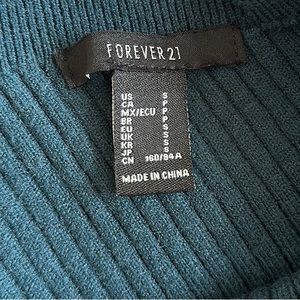 FOREVER 21
US S
CA P
MX/ECU P
BR P
EU S
UK S
KR S
JP S
CN 160/84A
MADE IN CHINA